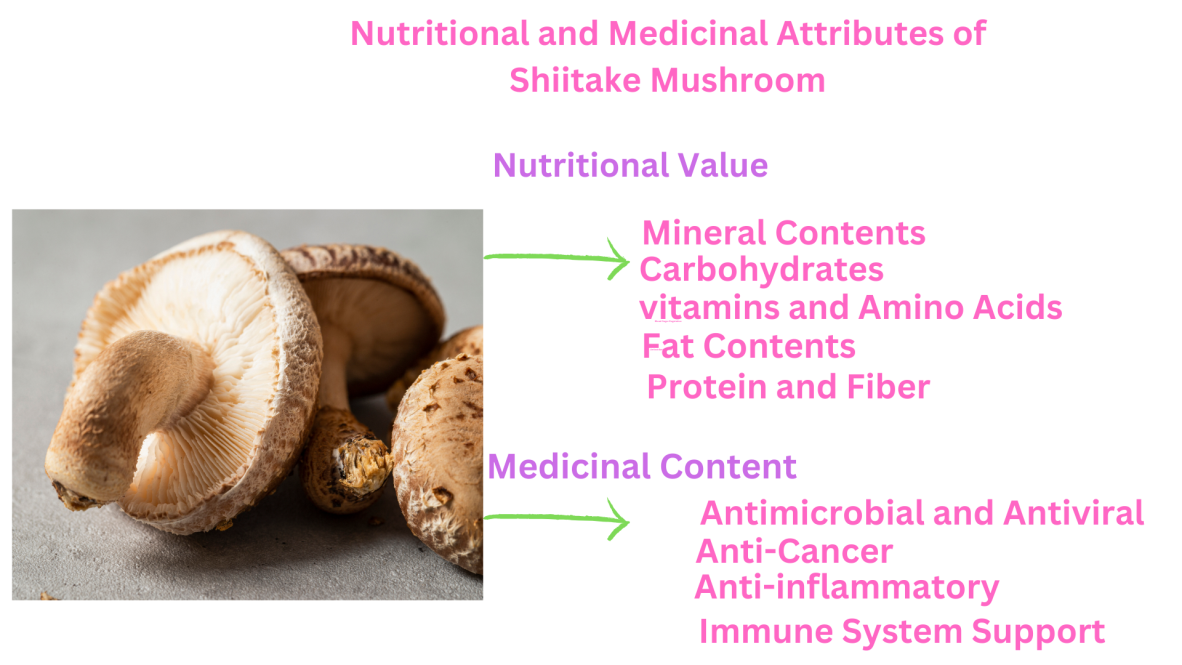 Nutritional and Medicinal Attributes of
Shiitake Mushroom
Nutritional Value
Mineral Contents
Carbohydrates
vitamins and Amino Acids
Fat Contents
Protein and Fiber
Medicinal Content
Antimicrobial and Antiviral
Anti-Cancer
Anti-inflammatory
Immune System Support